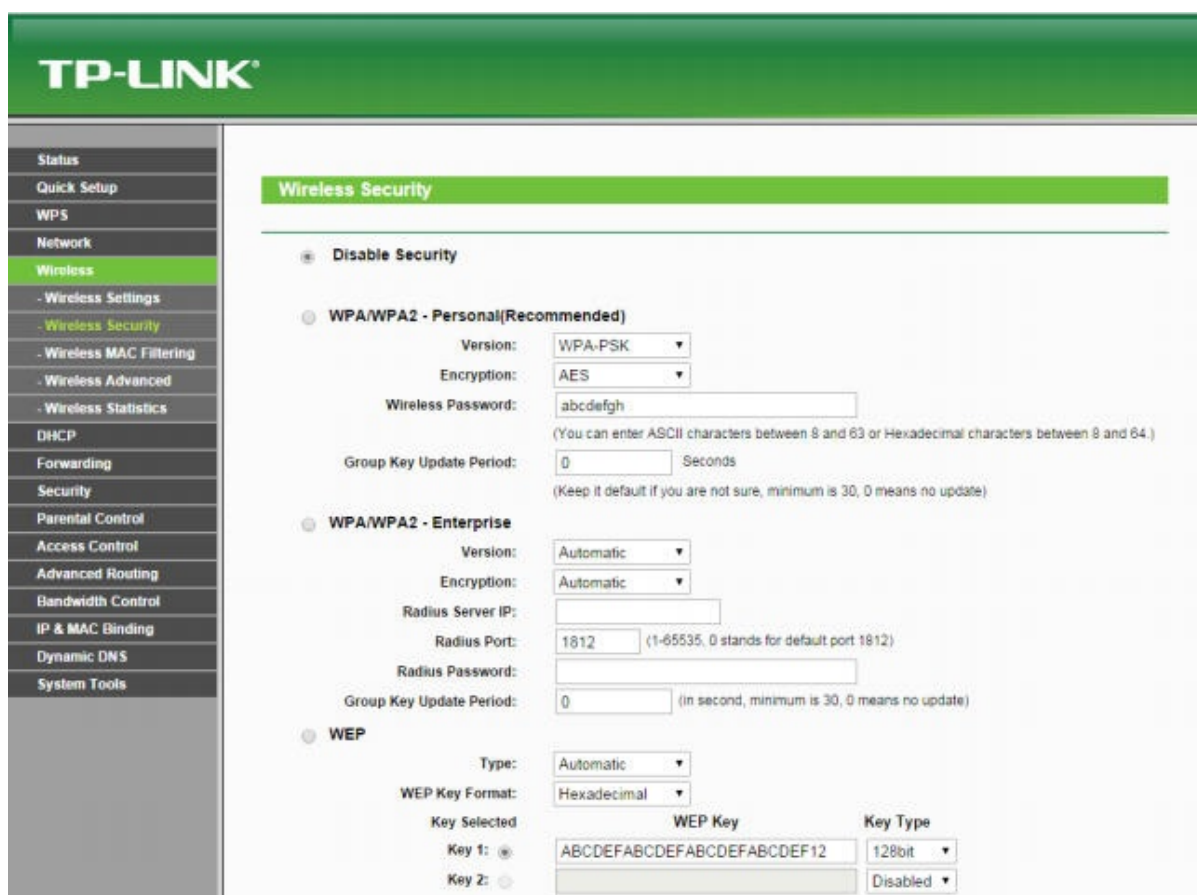 TP-LINK®
Status
Quick Setup
WPS
Network
Wireless
- Wireless Settings
- Wireless Security
- Wireless MAC Filtering
- Wireless Advanced
- Wireless Statistics
DHCP
Forwarding
Security
Parental Control
Access Control
Advanced Routing
Bandwidth Control
IP & MAC Binding
Dynamic DNS
System Tools
Wireless Security
Disable Security
WPA/WPA2 - Personal(Recommended)
Version: WPA-PSK
Encryption: AES
Wireless Password: abcdefgh
(You can enter ASCII characters between 8 and 63 or Hexadecimal characters between 8 and 64.)
Group Key Update Period: 0 Seconds
(Keep it default if you are not sure, minimum is 30, 0 means no update)
WPA/WPA2 - Enterprise
Version: Automatic
Encryption: Automatic
Radius Server IP:
Radius Port: 1812 (1-65535, 0 stands for default port 1812)
Radius Password:
Group Key Update Period: 0 (in second, minimum is 30, 0 means no update)
WEP
Type: Automatic
WEP Key Format: Hexadecimal
Key Selected WEP Key Key Type
Key 1: ABCDEFABCDEFABCDEFABCDEF12 128bit
Key 2: Disabled